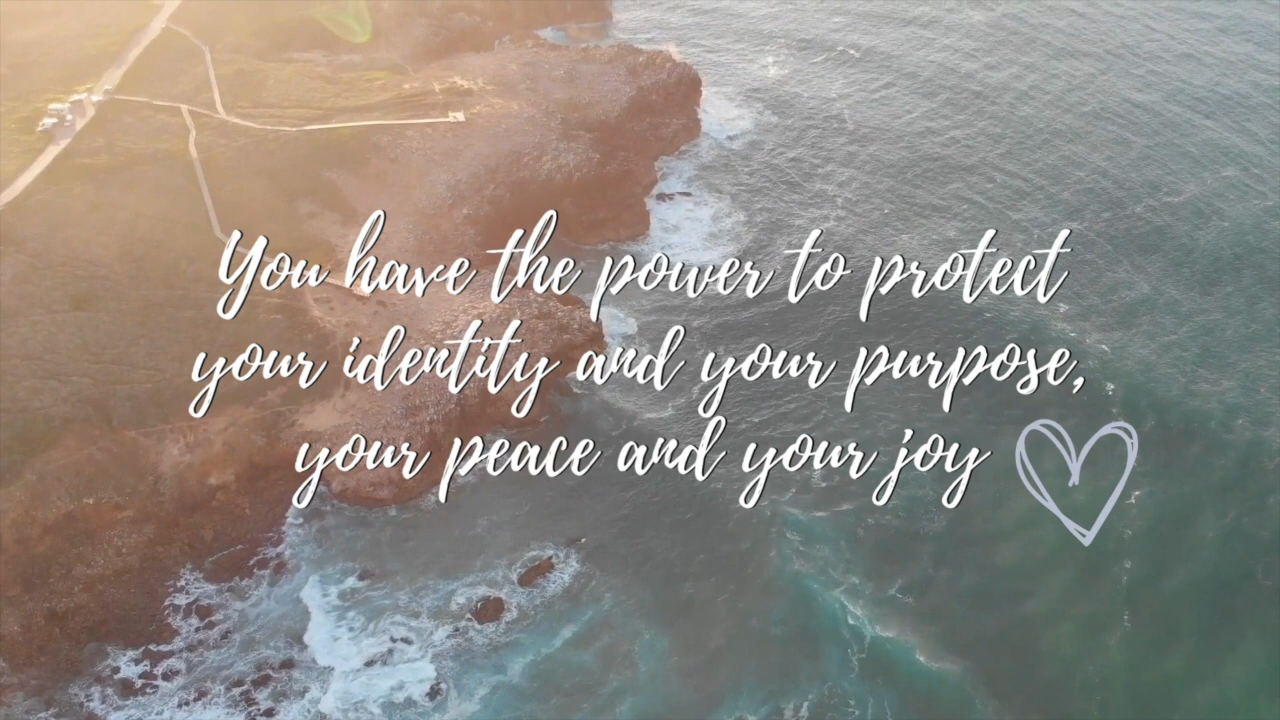 You have the power to protect
your identity and your purpose,
your peace and your joy